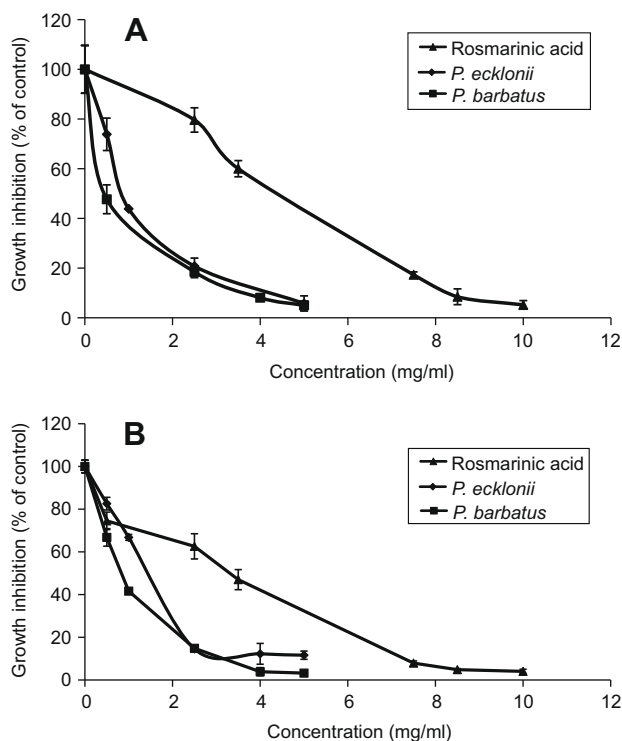 A
Growth inhibition (% of control)
120
100
80
60
40
20
0
0 2 4 6 8 10 12
Concentration (mg/ml)
Rosmarinic acid
P. ecklonii
P. barbatus
B
Growth inhibition (% of control)
120
100
80
60
40
20
0
0 2 4 6 8 10 12
Concentration (mg/ml)
Rosmarinic acid
P. ecklonii
P. barbatus